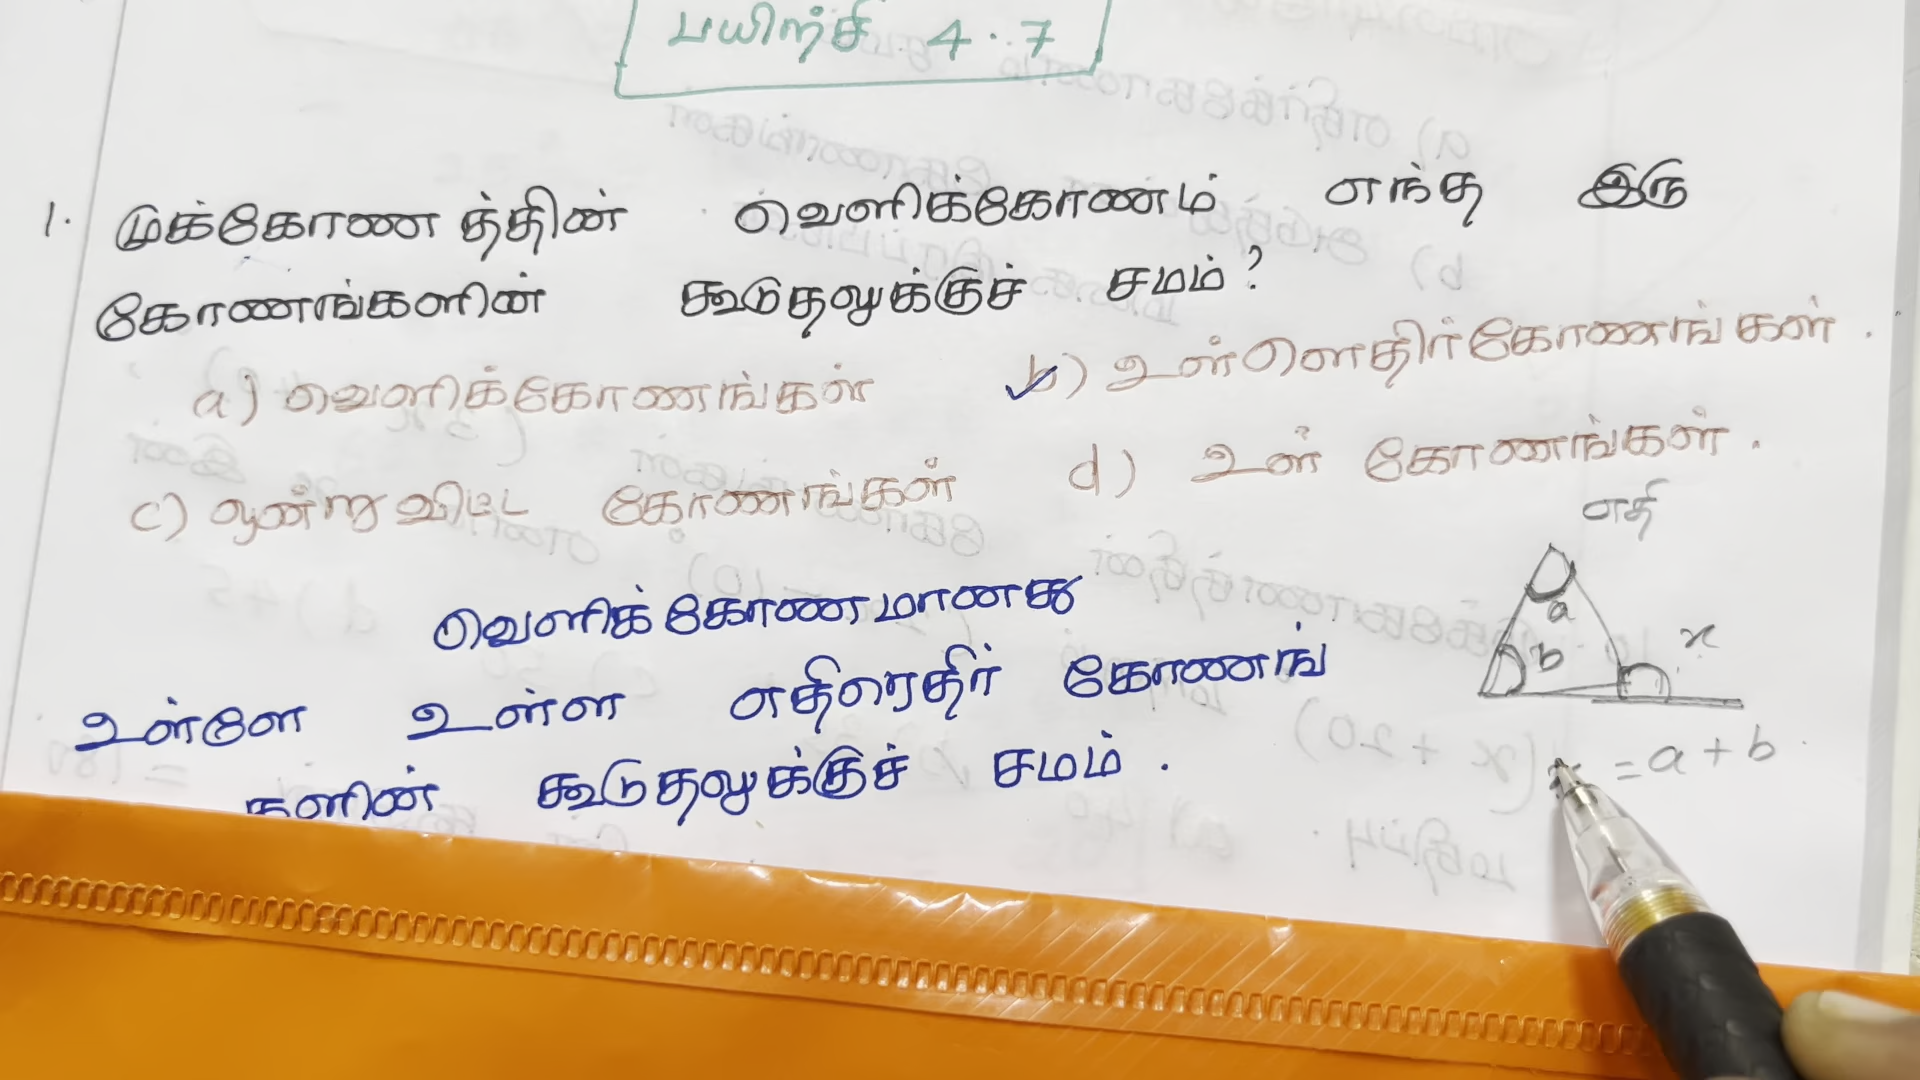 பயிற்சி 4.7
1. முக்கோணத்தின் வெளிக்கோணம் எந்த இரு
கோணங்களின் கூடுதலுக்குச் சமம்?
a) வெளிக்கோணங்கள் b) உள்ளெதிர்கோணங்கள்.
c) ஒன்று விட்ட கோணங்கள் d) உள் கோணங்கள்.
எதி
வெளிக்கோணமானது
உள்ளே உள்ள எதிரெதிர் கோணங்
களின் கூடுதலுக்குச் சமம்.
a
b
x
= a + b